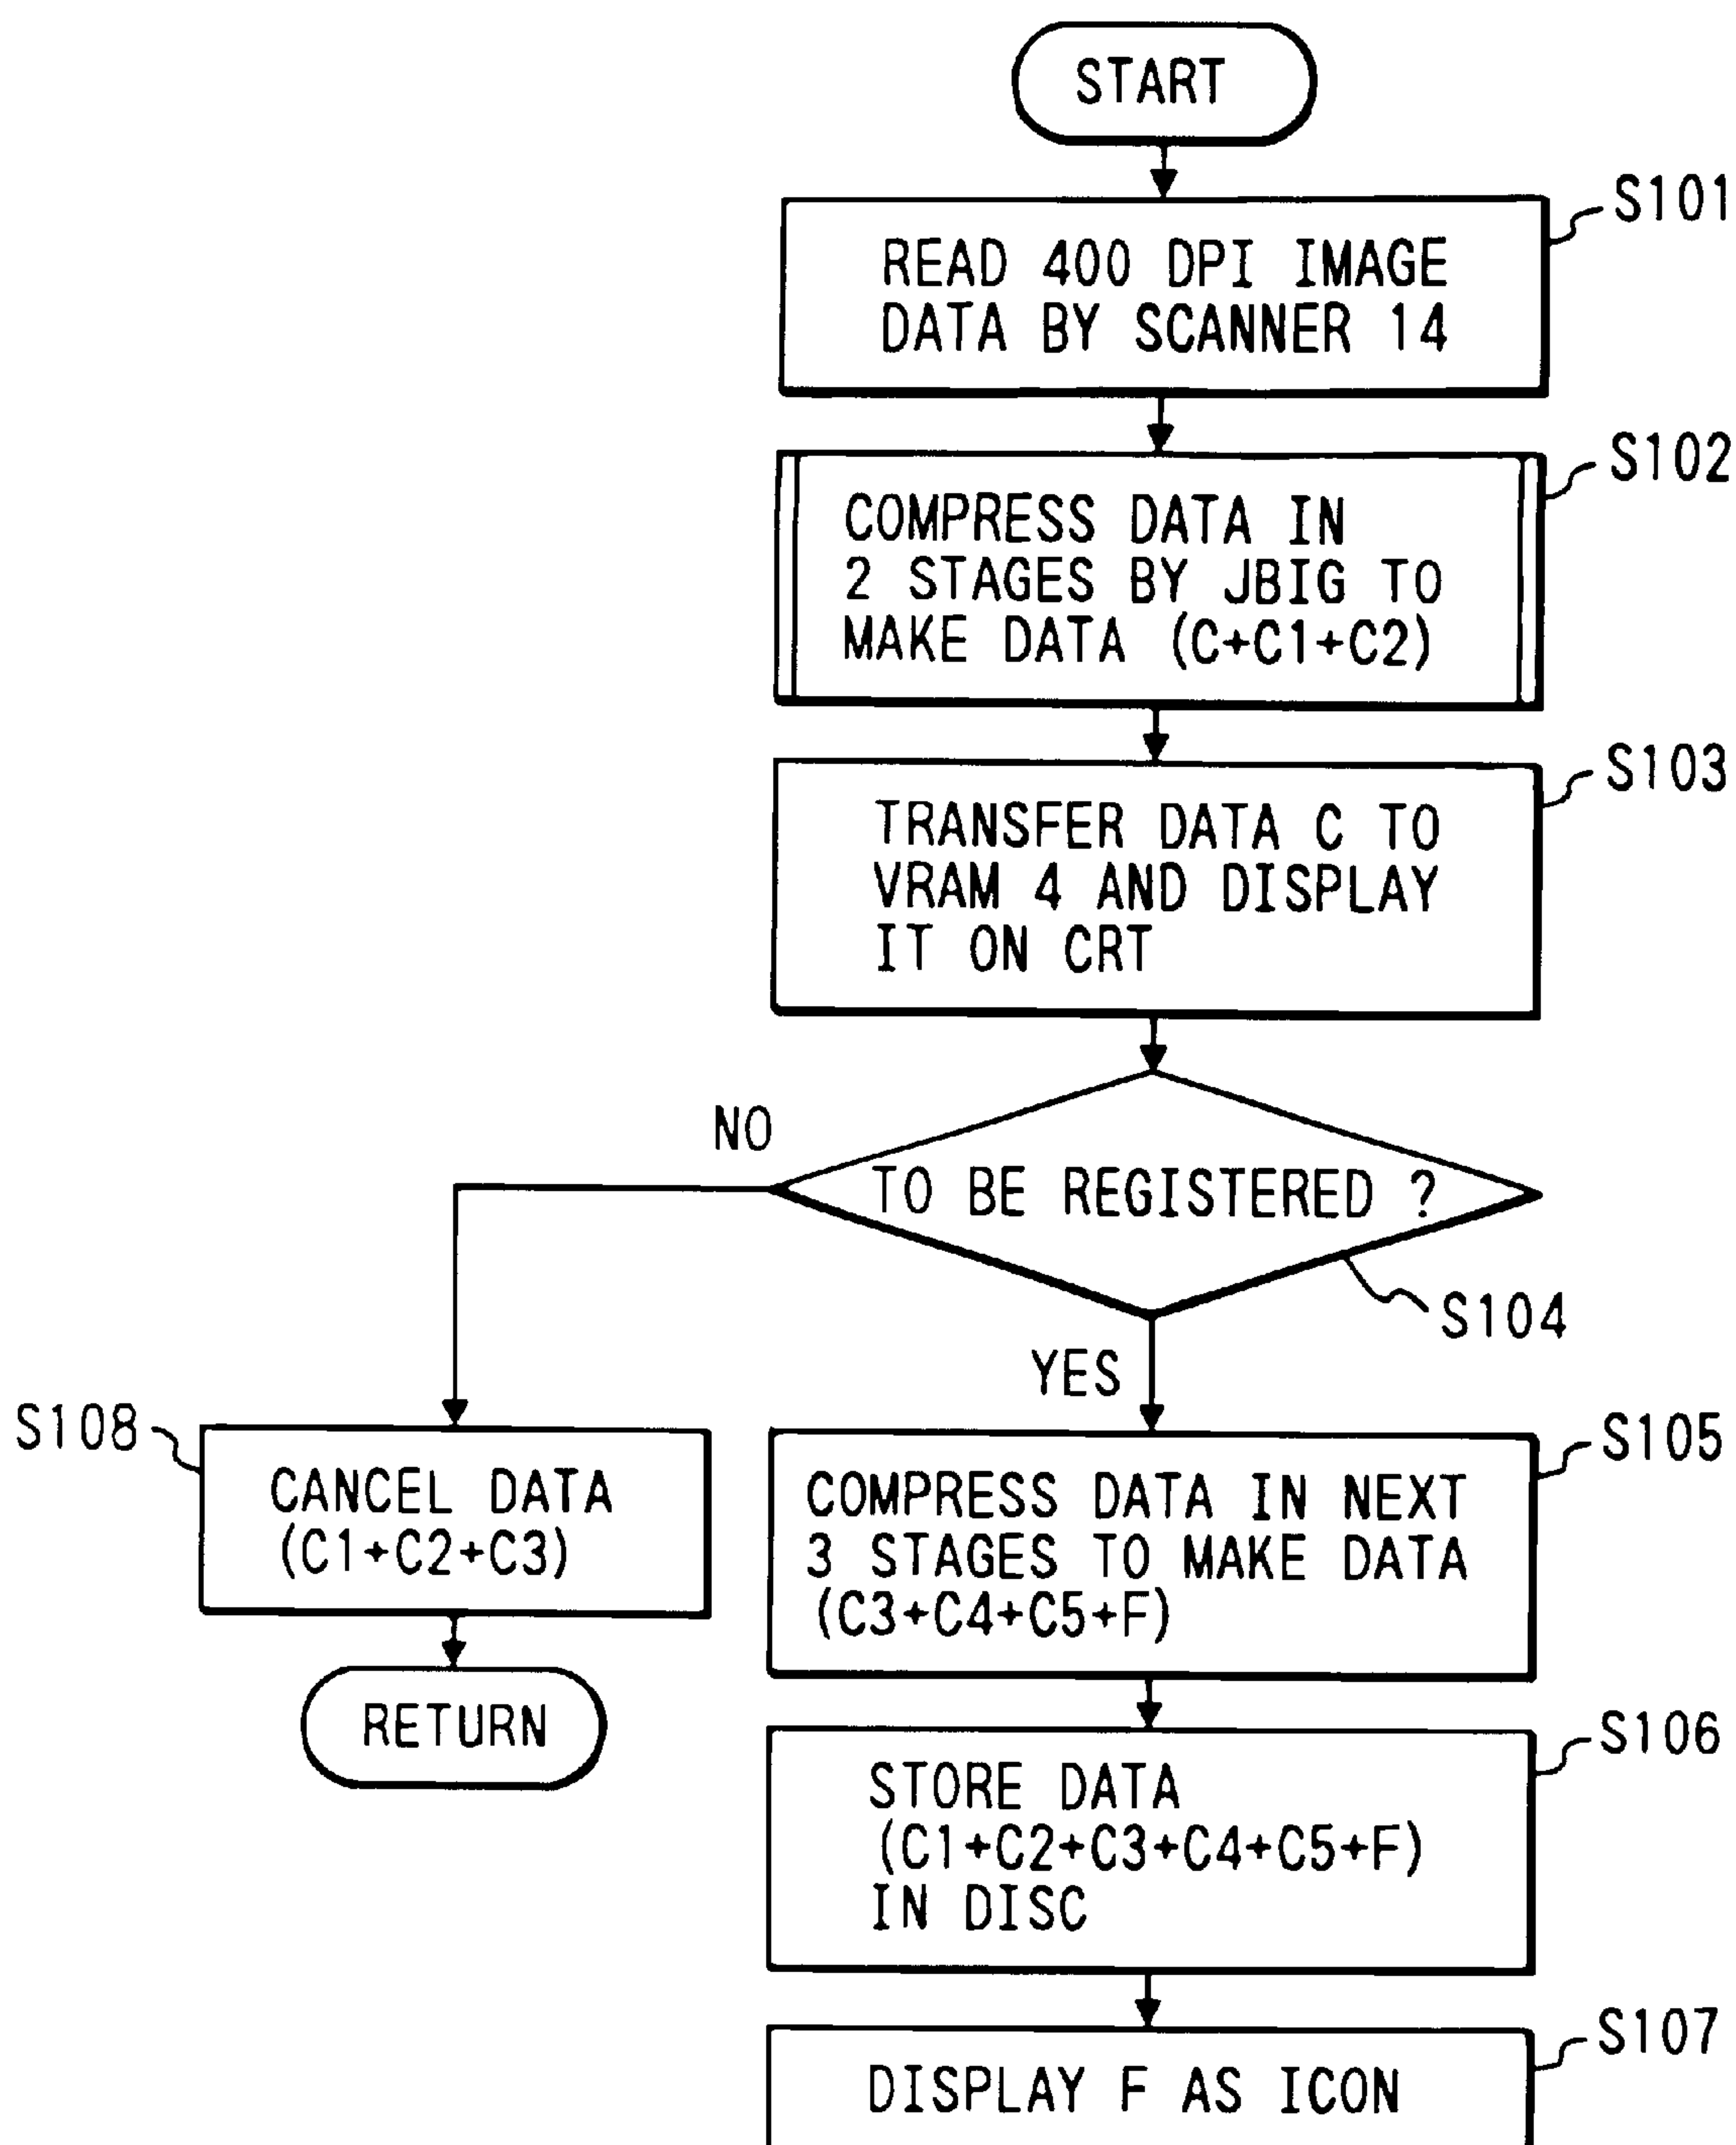 START
S101
READ 400 DPI IMAGE
DATA BY SCANNER 14
S102
COMPRESS DATA IN
2 STAGES BY JBIG TO
MAKE DATA (C+C1+C2)
S103
TRANSFER DATA C TO
VRAM 4 AND DISPLAY
IT ON CRT
NO
TO BE REGISTERED ?
S104
YES
S108
CANCEL DATA
(C1+C2+C3)
RETURN
S105
COMPRESS DATA IN NEXT
3 STAGES TO MAKE DATA
(C3+C4+C5+F)
S106
STORE DATA
(C1+C2+C3+C4+C5+F)
IN DISC
S107
DISPLAY F AS ICON